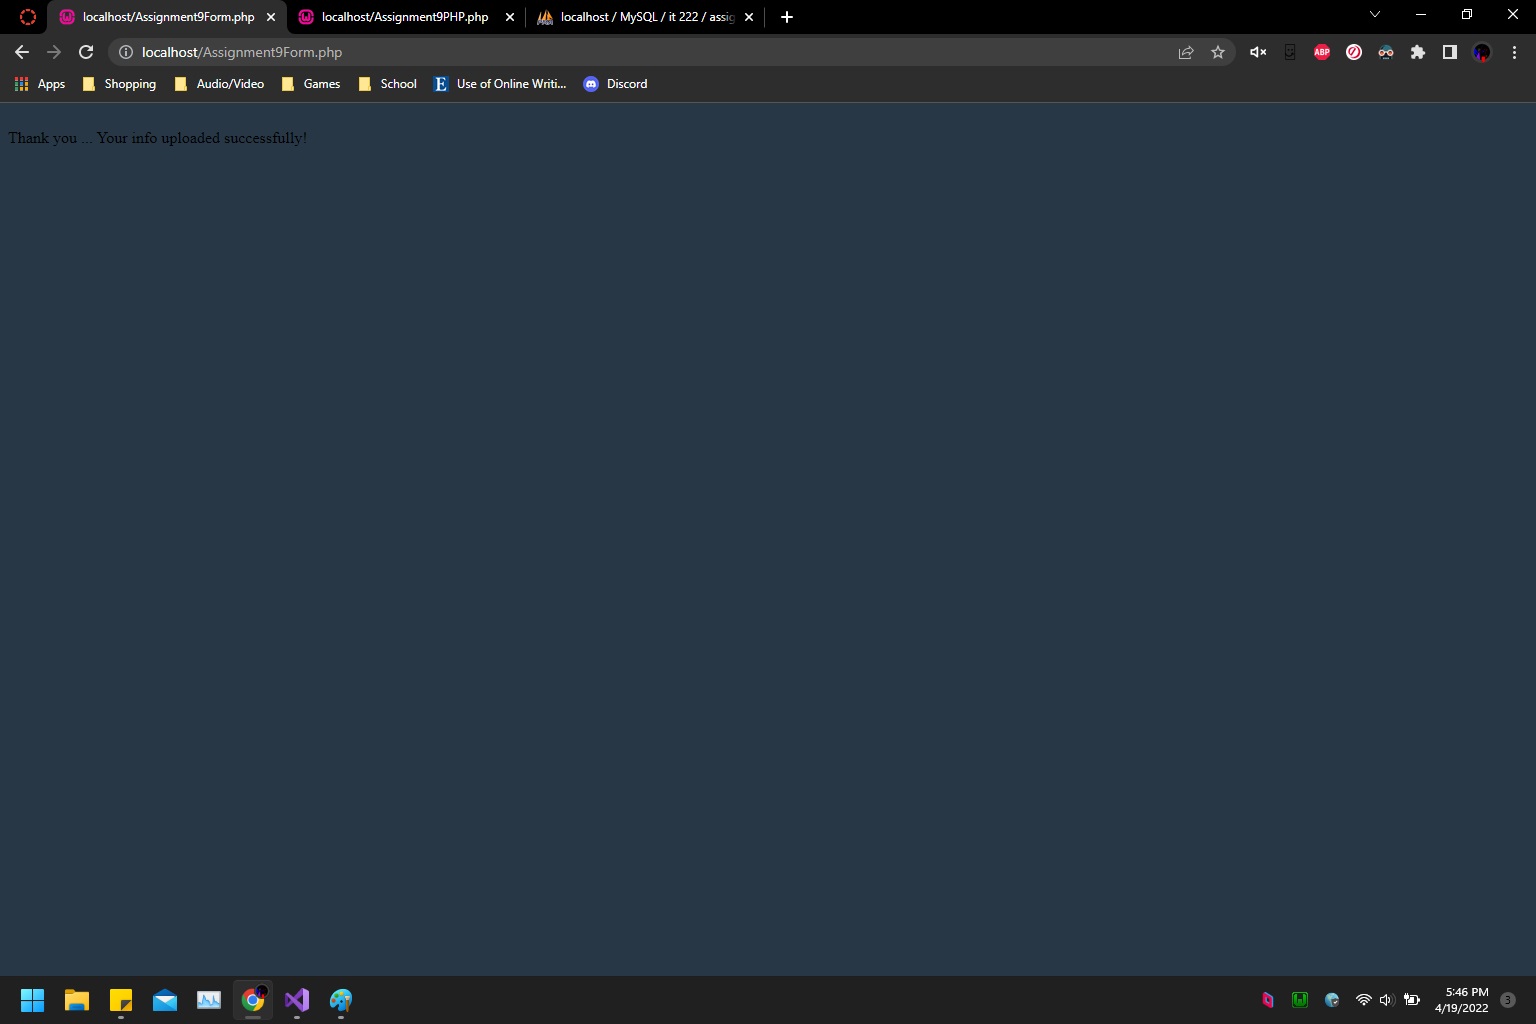 localhost/Assignment9Form.php
localhost/Assignment9PHP.php
localhost / MySQL / it 222 / assig
localhost/Assignment9Form.php
ABP
Apps
Shopping
Audio/Video
Games
School
E
Use of Online Writi...
Discord
Thank you ... Your info uploaded successfully!
5:46 PM
4/19/2022
3